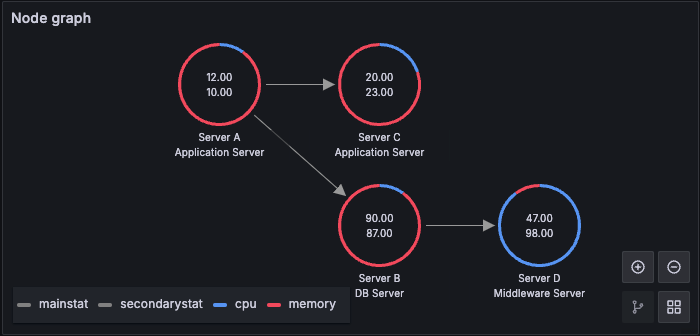 Node graph
12.00
10.00
Server A
Application Server
20.00
23.00
Server C
Application Server
90.00
87.00
Server B
DB Server
47.00
98.00
Server D
Middleware Server
mainstat secondarystat cpu memory